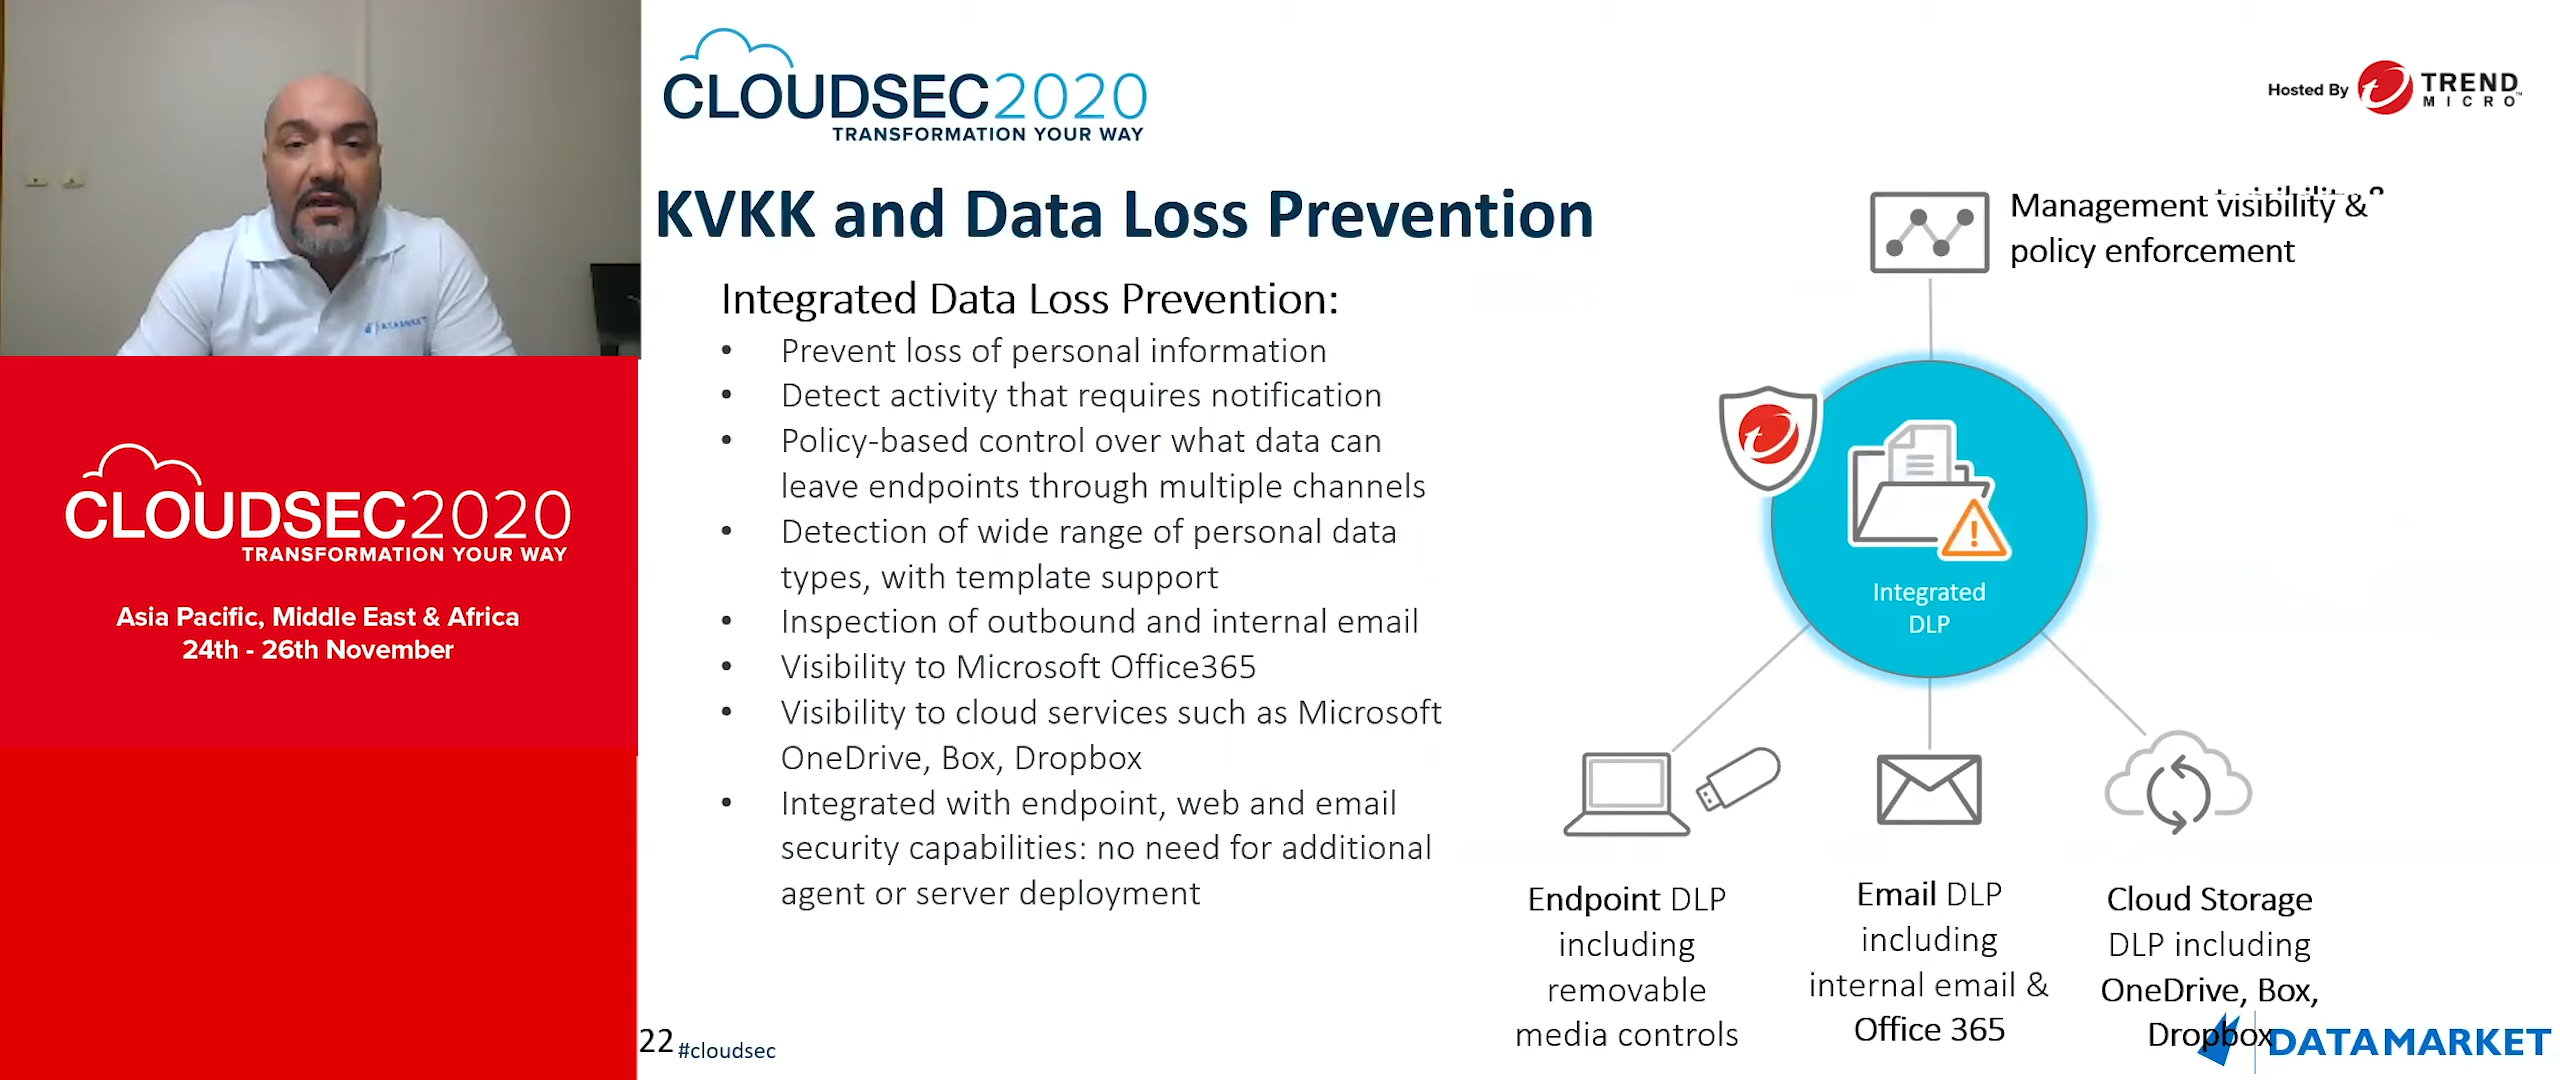 DATAMARKET
CLOUDSEC2020
TRANSFORMATION YOUR WAY
Asia Pacific, Middle East & Africa
24th - 26th November
CLOUDSEC2020
TRANSFORMATION YOUR WAY
Hosted By
TREND
MICRO
KVKK and Data Loss Prevention
Integrated Data Loss Prevention:
• Prevent loss of personal information
• Detect activity that requires notification
• Policy-based control over what data can
leave endpoints through multiple channels
• Detection of wide range of personal data
types, with template support
• Inspection of outbound and internal email
• Visibility to Microsoft Office365
• Visibility to cloud services such as Microsoft
OneDrive, Box, Dropbox
• Integrated with endpoint, web and email
security capabilities: no need for additional
agent or server deployment
Management visibility &
policy enforcement
Integrated
DLP
Endpoint DLP
including
removable
media controls
Email DLP
including
internal email &
Office 365
Cloud Storage
DLP including
OneDrive, Box,
Dropbox
22
#cloudsec
DATAMARKET